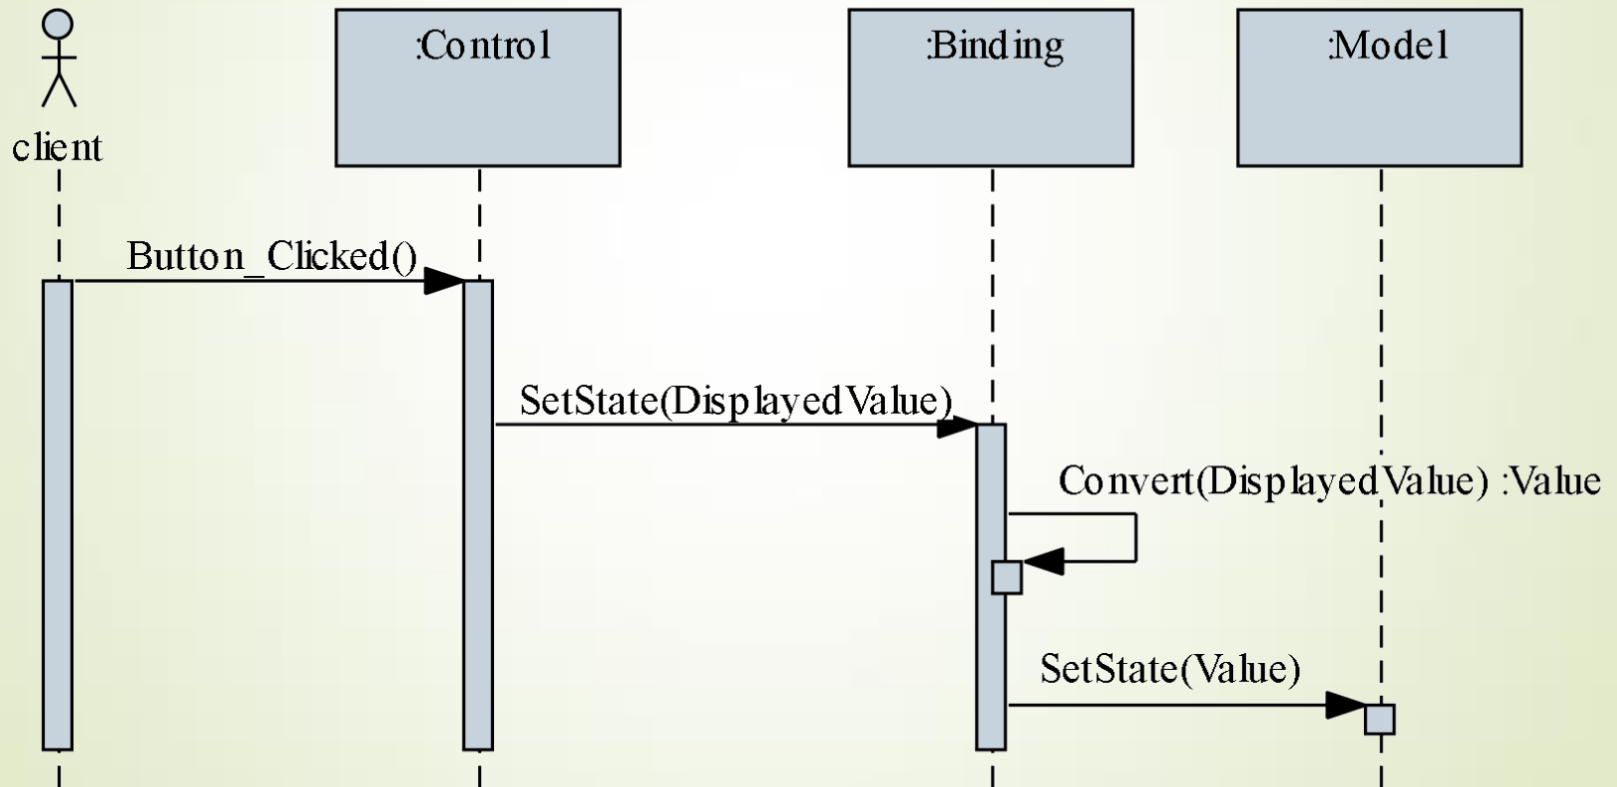 :Control
:Binding
:Model
client
Button_Clicked()
SetState(DisplayedValue)
Convert(DisplayedValue) :Value
SetState(Value)